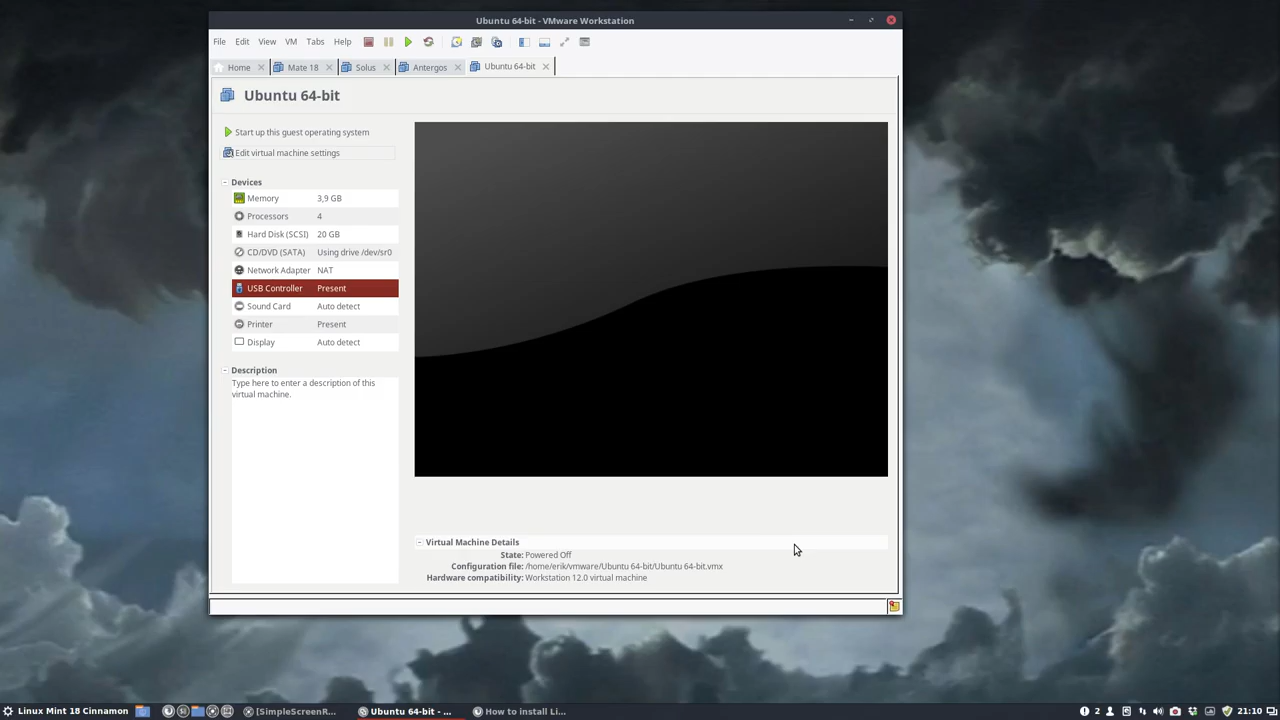 Ubuntu 64-bit - VMware Workstation
File Edit View VM Tabs Help
Home Mate 18 Solus Antergos Ubuntu 64-bit
Ubuntu 64-bit
Start up this guest operating system
Edit virtual machine settings
Devices
Memory 3,9 GB
Processors 4
Hard Disk (SCSI) 20 GB
CD/DVD (SATA) Using drive /dev/sr0
Network Adapter NAT
USB Controller Present
Sound Card Auto detect
Printer Present
Display Auto detect
Description
Type here to enter a description of this
virtual machine.
Virtual Machine Details
State: Powered Off
Configuration file: /home/erik/vmware/Ubuntu 64-bit/Ubuntu 64-bit.vmx
Hardware compatibility: Workstation 12.0 virtual machine
Linux Mint 18 Cinnamon [SimpleScreenR... Ubuntu 64-bit - ... How to install Li... 2 21:10